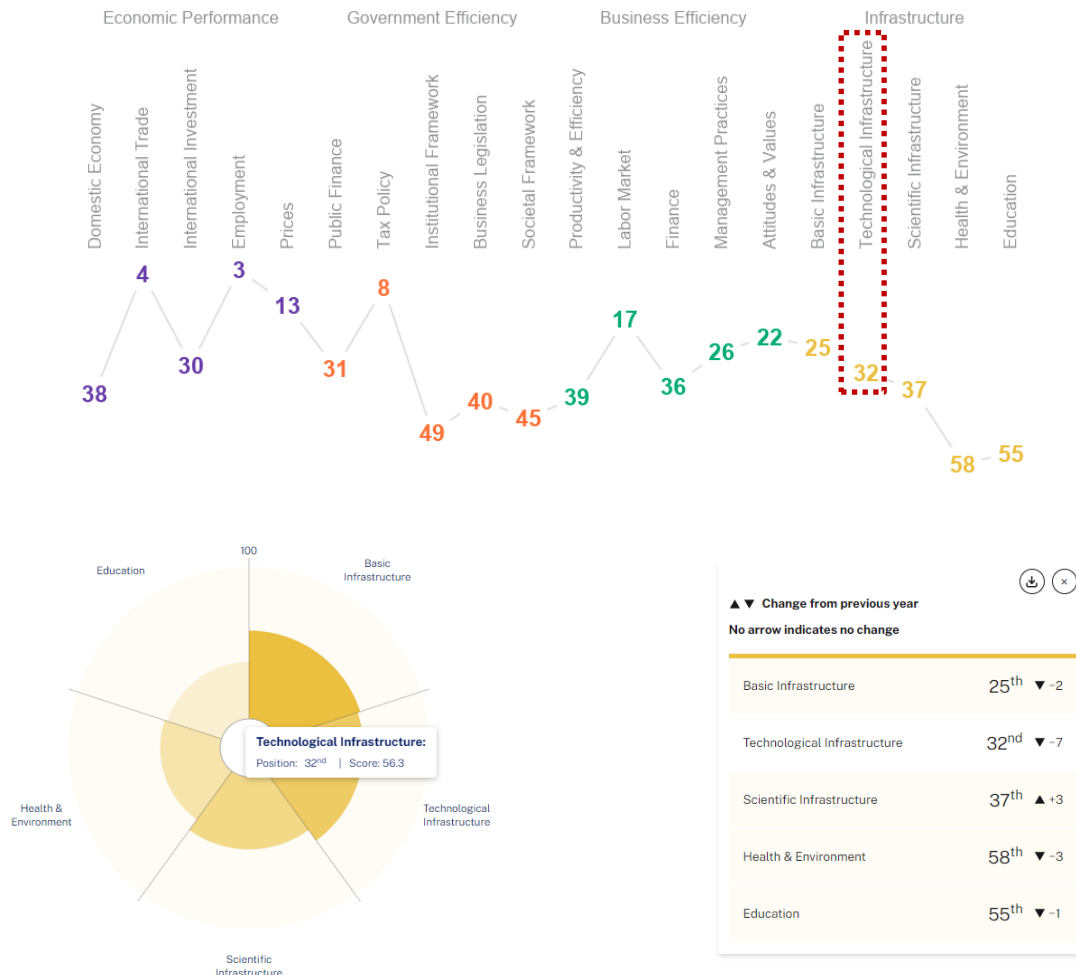 Economic Performance
Government Efficiency
Business Efficiency
Infrastructure
Domestic Economy
International Trade
International Investment
Employment
Prices
Public Finance
Tax Policy
Institutional Framework
Business Legislation
Societal Framework
Productivity & Efficiency
Labor Market
Finance
Management Practices
Attitudes & Values
Basic Infrastructure
Technological Infrastructure
Scientific Infrastructure
Health & Environment
Education
38
4
30
3
13
31
8
49
40
45
39
17
36
26
22
25
32
37
58
55
100
Education
Basic
Infrastructure
Technological Infrastructure:
Position: 32nd | Score: 56.3
Health &
Environment
Technological
Infrastructure
Scientific
Infrastructure
▲ ▼ Change from previous year
No arrow indicates no change
Basic Infrastructure 25th ▼ −2
Technological Infrastructure 32nd ▼ −7
Scientific Infrastructure 37th ▲ +3
Health & Environment 58th ▼ −3
Education 55th ▼ −1